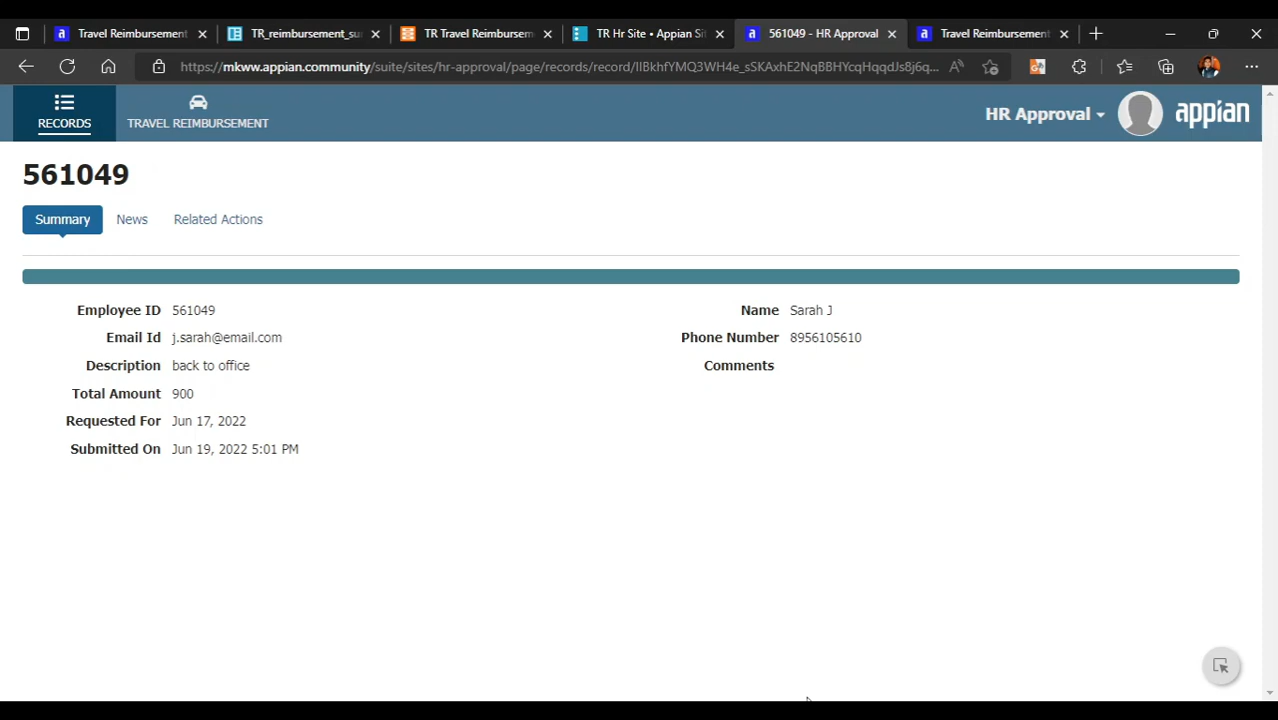 Travel Reimbursement
TR_reimbursement_su
TR Travel Reimbursem
TR Hr Site • Appian Si
561049 - HR Approval
Travel Reimbursement
https://mkww.appian.community/suite/sites/hr-approval/page/records/record/
RECORDS
TRAVEL REIMBURSEMENT
HR Approval
appian
561049
Summary
News
Related Actions
Employee ID 561049
Name Sarah J
Email Id j.sarah@email.com
Phone Number 8956105610
Description back to office
Comments
Total Amount 900
Requested For Jun 17, 2022
Submitted On Jun 19, 2022 5:01 PM